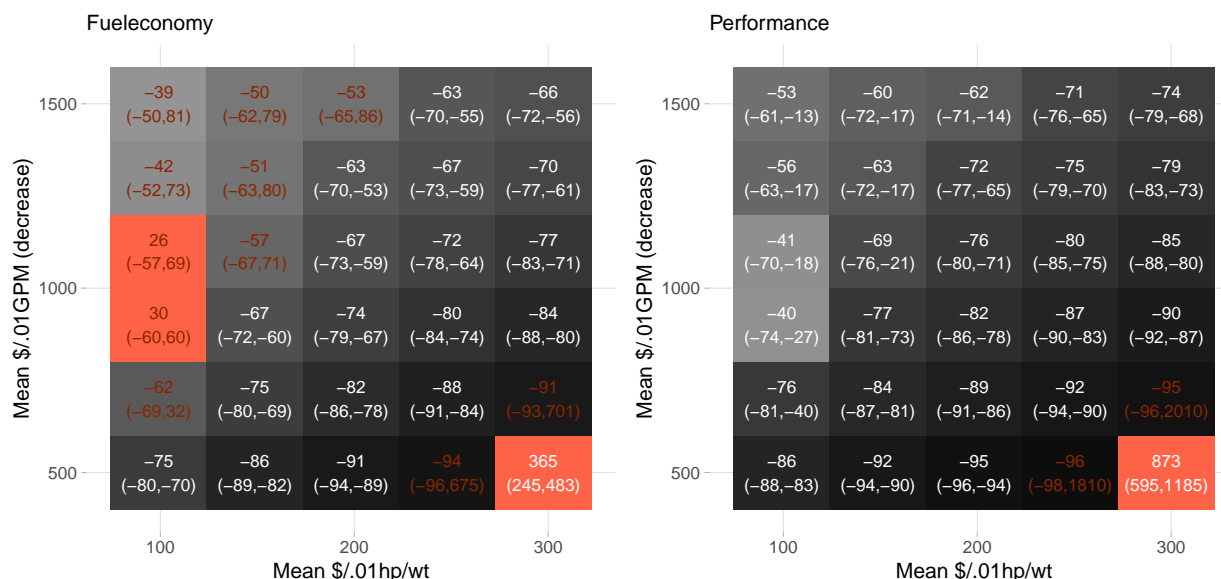 Fueleconomy
1500
1000
500
Mean $/.01GPM (decrease)
−39 −50 −53 −63 −66
(−50,81) (−62,79) (−65,86) (−70,−55) (−72,−56)
−42 −51 −63 −67 −70
(−52,73) (−63,80) (−70,−53) (−73,−59) (−77,−61)
26 −57 −67 −72 −77
(−57,69) (−67,71) (−73,−59) (−78,−64) (−83,−71)
30 −67 −74 −80 −84
(−60,60) (−72,−60) (−79,−67) (−84,−74) (−88,−80)
−62 −75 −82 −88 −91
(−69,32) (−80,−69) (−86,−78) (−91,−84) (−93,701)
−75 −86 −91 −94 365
(−80,−70) (−89,−82) (−94,−89) (−96,675) (245,483)
100 200 300
Mean $/.01hp/wt
Performance
1500
1000
500
Mean $/.01GPM (decrease)
−53 −60 −62 −71 −74
(−61,−13) (−72,−17) (−71,−14) (−76,−65) (−79,−68)
−56 −63 −72 −75 −79
(−63,−17) (−72,−17) (−77,−65) (−79,−70) (−83,−73)
−41 −69 −76 −80 −85
(−70,−18) (−76,−21) (−80,−71) (−85,−75) (−88,−80)
−40 −77 −82 −87 −90
(−74,−27) (−81,−73) (−86,−78) (−90,−83) (−92,−87)
−76 −84 −89 −92 −95
(−81,−40) (−87,−81) (−91,−86) (−94,−90) (−96,2010)
−86 −92 −95 −96 873
(−88,−83) (−94,−90) (−96,−94) (−98,1810) (595,1185)
100 200 300
Mean $/.01hp/wt